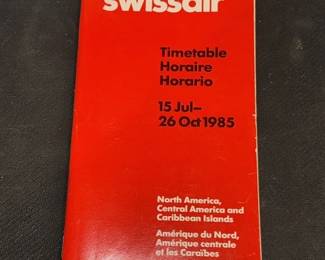 swissair
Timetable
Horaire
Horario
15 Jul–
26 Oct 1985
North America,
Central America and
Caribbean Islands
Amérique du Nord,
Amérique centrale
et les Caraïbes